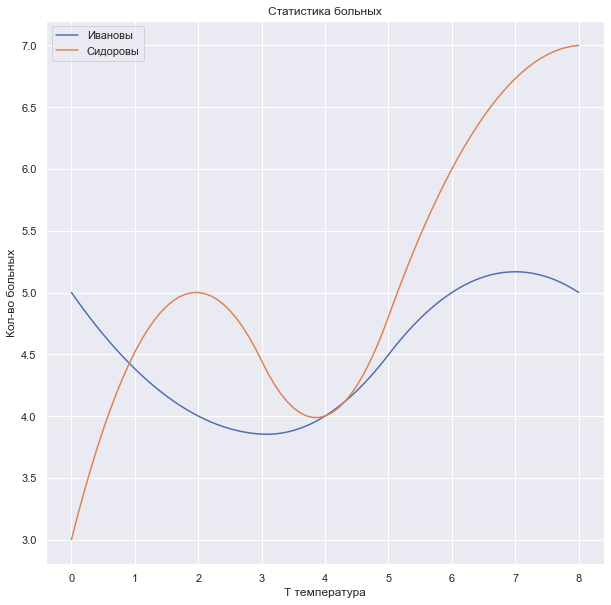 Статистика больных
Ивановы
Сидоровы
Кол-во больных
7.0
6.5
6.0
5.5
5.0
4.5
4.0
3.5
3.0
0 1 2 3 4 5 6 7 8
Т температура